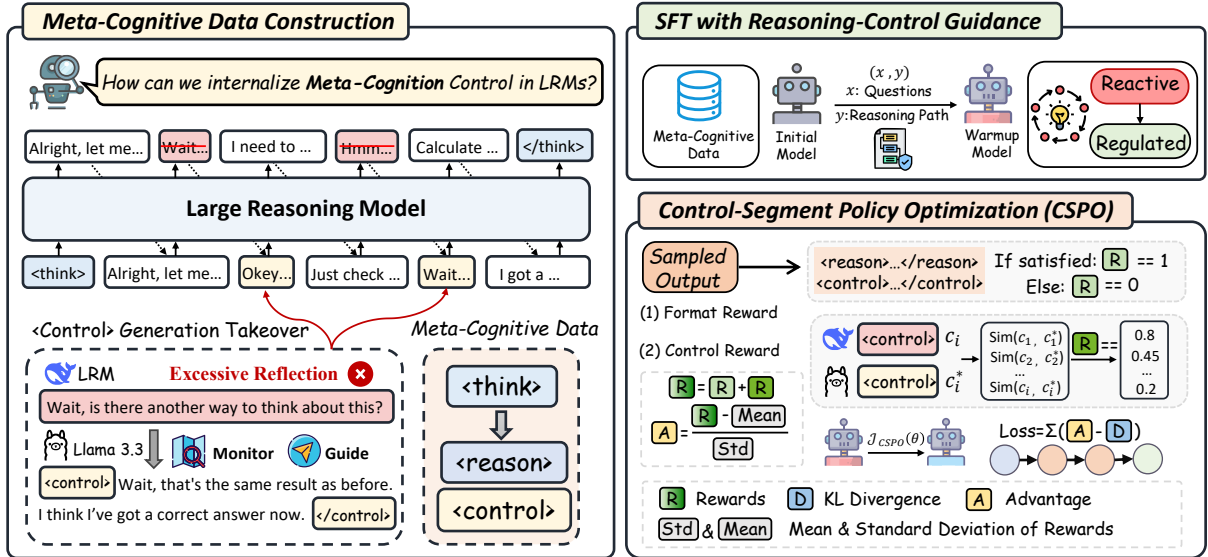 Meta-Cognitive Data Construction
How can we internalize Meta-Cognition Control in LRMs?
Alright, let me... Wait... I need to ... Hmm... Calculate ... </think>
Large Reasoning Model
<think> Alright, let me... Okey... Just check ... Wait... I got a ...
<Control> Generation Takeover
LRM Excessive Reflection
Wait, is there another way to think about this?
Llama 3.3 Monitor Guide
<control> Wait, that's the same result as before.
I think I've got a correct answer now. </control>
Meta-Cognitive Data
<think>
<reason>
<control>
SFT with Reasoning-Control Guidance
Meta-Cognitive
Data
Initial
Model
(x , y)
x: Questions
y:Reasoning Path
Warmup
Model
Reactive
Regulated
Control-Segment Policy Optimization (CSPO)
Sampled
Output
<reason>...</reason>
<control>...</control>
If satisfied: R == 1
Else: R == 0
(1) Format Reward
(2) Control Reward
<control> c_i
<control> c_i^*
Sim(c_1, c_1^*)
Sim(c_2, c_2^*)
...
Sim(c_i, c_i^*)
R ==
0.8
0.45
...
0.2
R = R + R
A = R - Mean
Std
J_CSPO(θ)
Loss=Σ(A - D)
R Rewards D KL Divergence A Advantage
Std & Mean Mean & Standard Deviation of Rewards